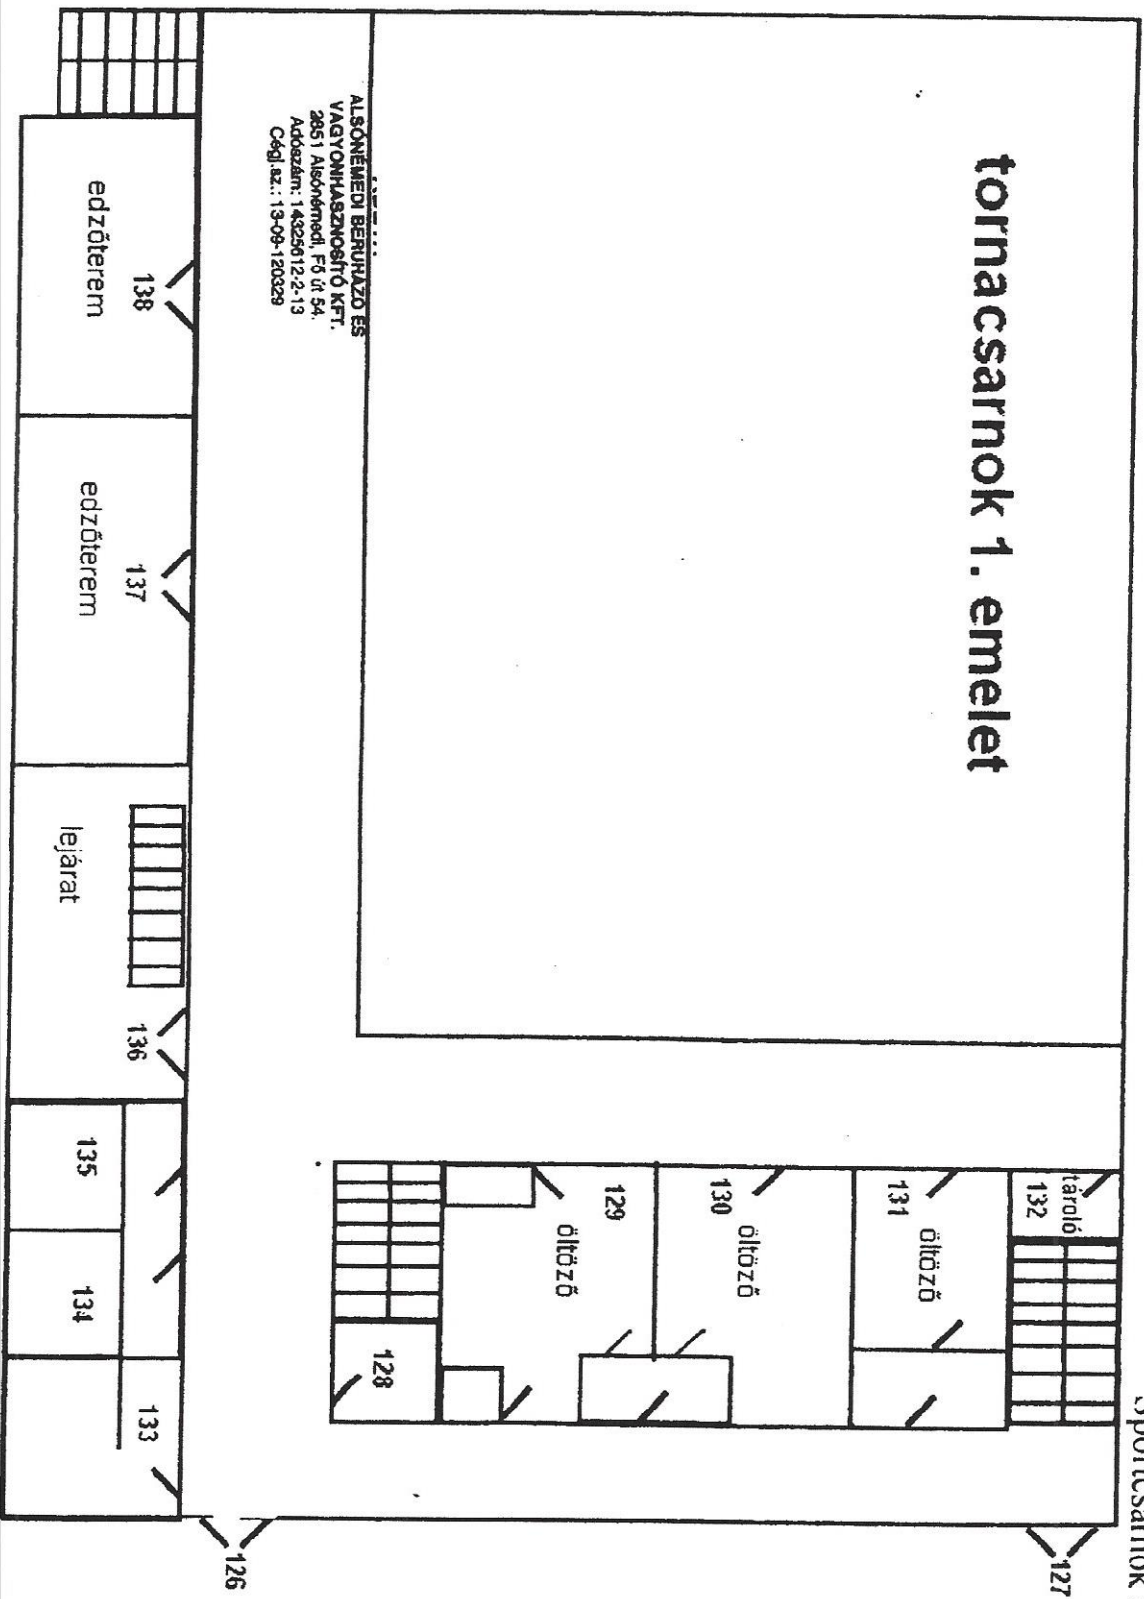 Sportcsarnok
tornacsarnok 1. emelet
127
126
tároló
132
131
öltöző
130
öltöző
129
öltöző
128
ALSÓNÉMEDI BERUHÁZÓ ÉS
VAGYONHASZNOSÍTÓ KFT.
2351 Alsónémedi, Fő út 54.
Adószám: 14325612-2-13
Cégj.sz.: 13-09-120329
138
edzőterem
137
edzőterem
lejárat
136
135
134
133